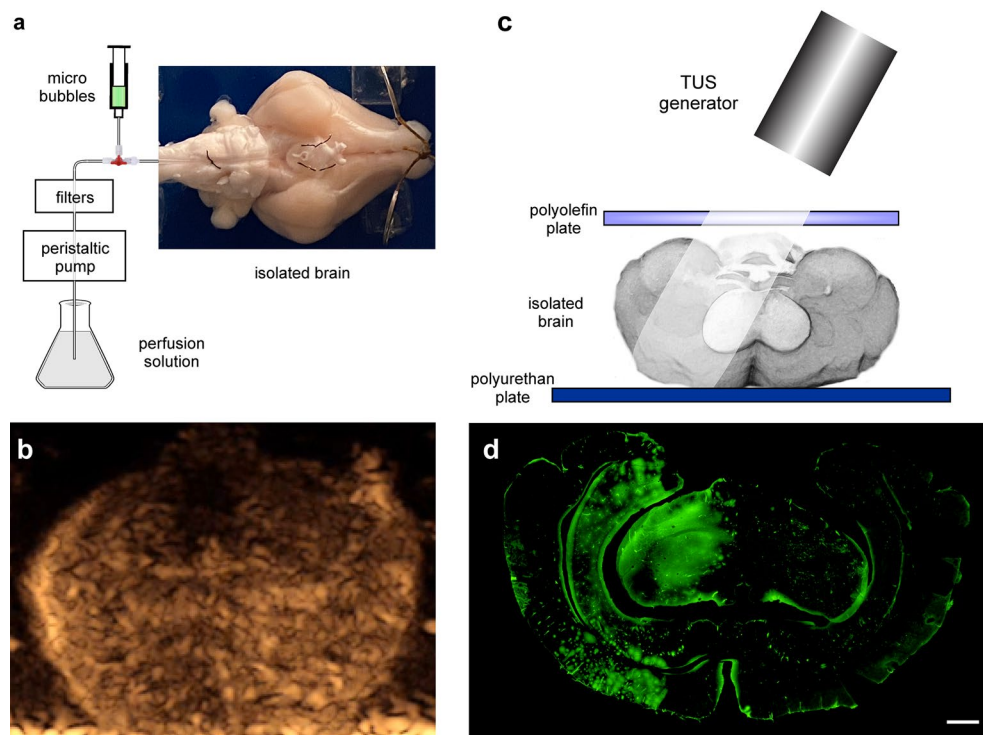 a
micro
bubbles
filters
peristaltic
pump
isolated brain
perfusion
solution
c
TUS
generator
polyolefin
plate
isolated
brain
polyurethan
plate
b
d